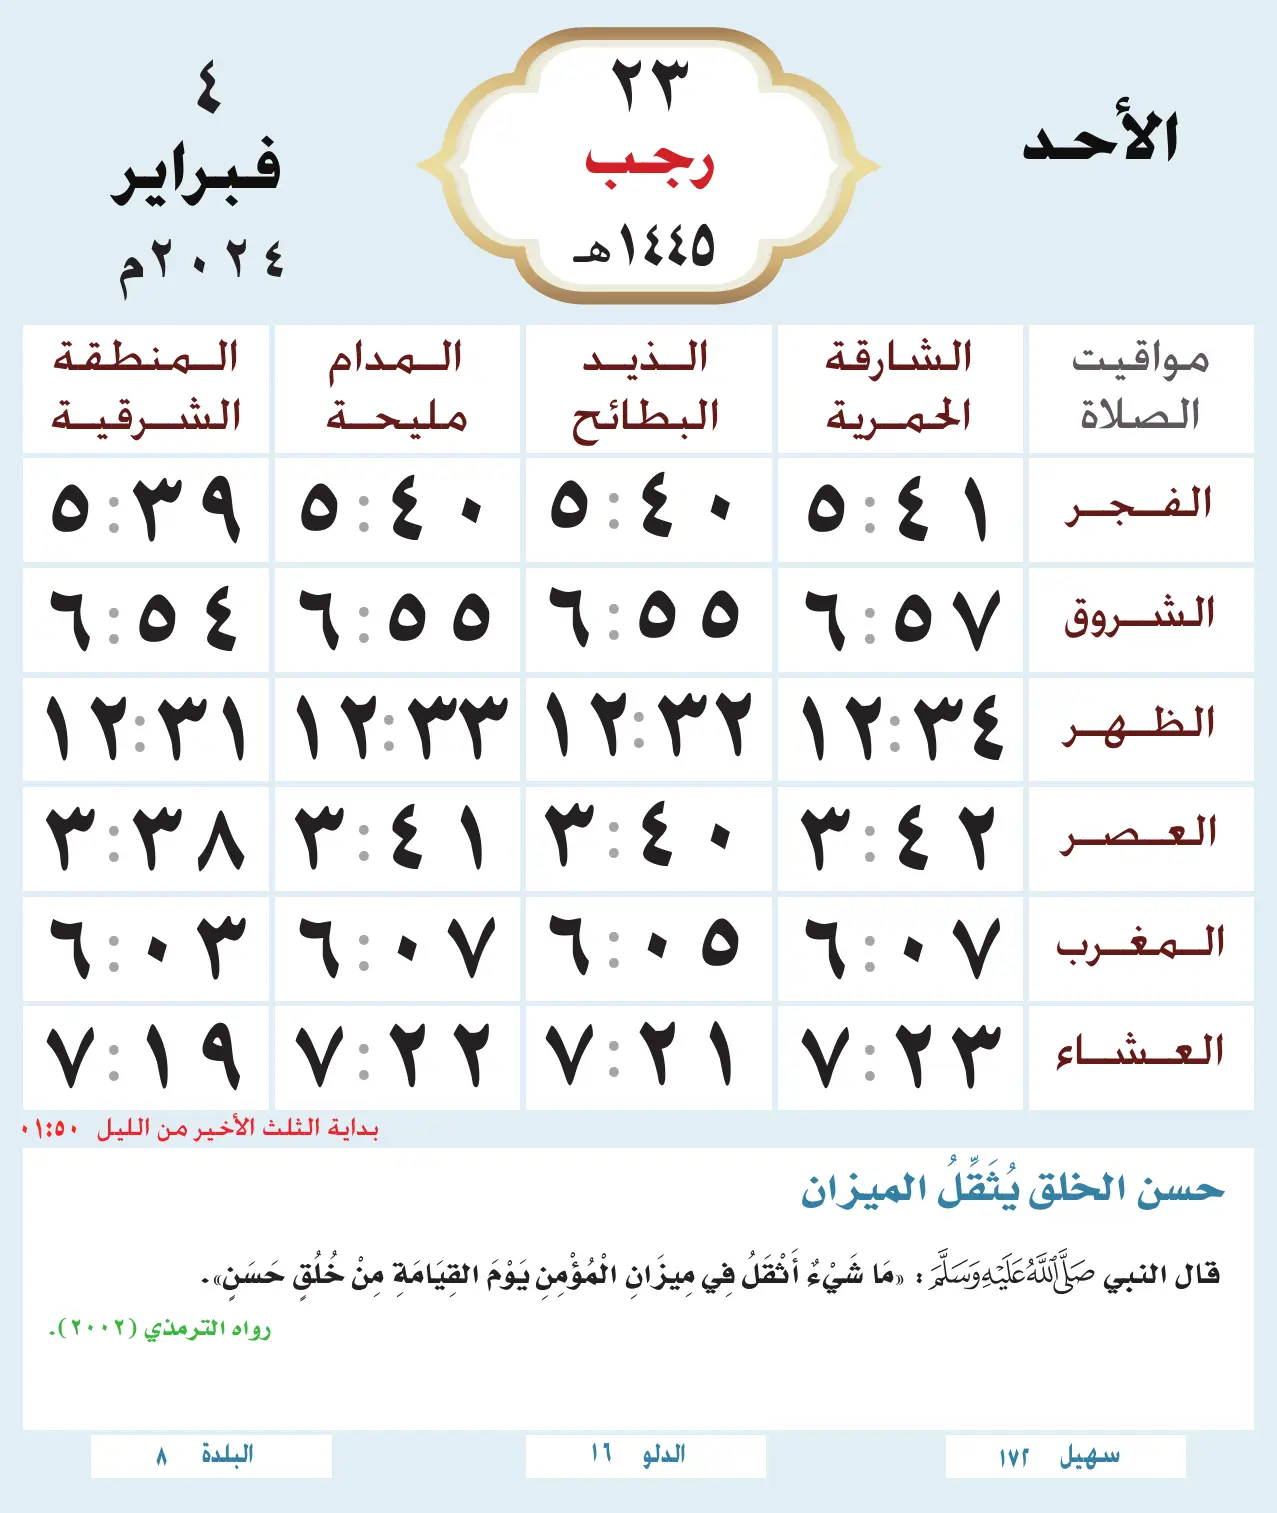 الأحد
٢٣
رجب
١٤٤٥هـ
٤
فبراير
٢٠٢٤م
مواقيت الصلاة	الشارقة الحمرية	الذيد البطائح	المدام مليحة	المنطقة الشرقية
الفجر	٥:٤١	٥:٤٠	٥:٤٠	٥:٣٩
الشروق	٦:٥٧	٦:٥٥	٦:٥٥	٦:٥٤
الظهر	١٢:٣٤	١٢:٣٢	١٢:٣٣	١٢:٣١
العصر	٣:٤٢	٣:٤٠	٣:٤١	٣:٣٨
المغرب	٦:٠٧	٦:٠٥	٦:٠٧	٦:٠٣
العشاء	٧:٢٣	٧:٢١	٧:٢٢	٧:١٩
بداية الثلث الأخير من الليل ٠١:٥٠
حسن الخلق يُثَقِّلُ الميزان
قال النبي صَلَّى اللَّهُ عَلَيْهِ وَسَلَّمَ : «مَا شَيْءٌ أَثْقَلُ فِي مِيزَانِ الْمُؤْمِنِ يَوْمَ القِيَامَةِ مِنْ خُلُقٍ حَسَنٍ».
رواه الترمذي (٢٠٠٢).
سهيل ١٧٢	الدلو ١٦	البلدة ٨